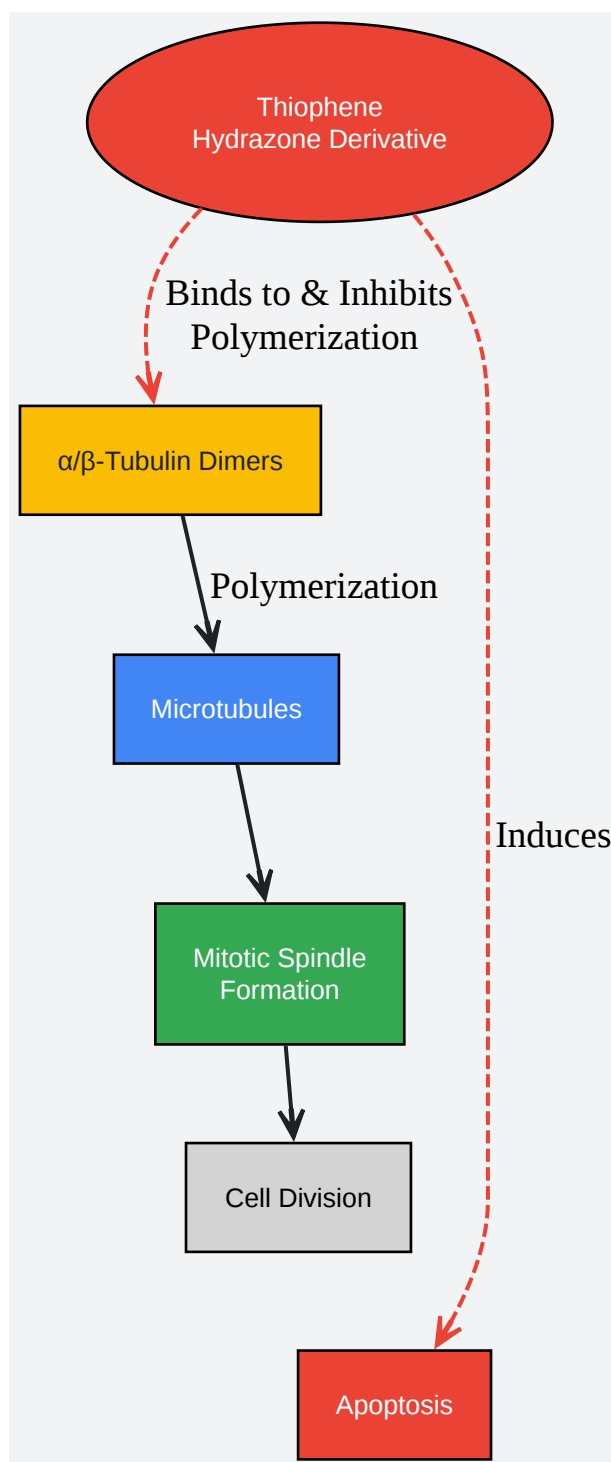 Thiophene
Hydrazone Derivative
Binds to & Inhibits
Polymerization
α/β-Tubulin Dimers
Polymerization
Microtubules
Induces
Mitotic Spindle
Formation
Cell Division
Apoptosis